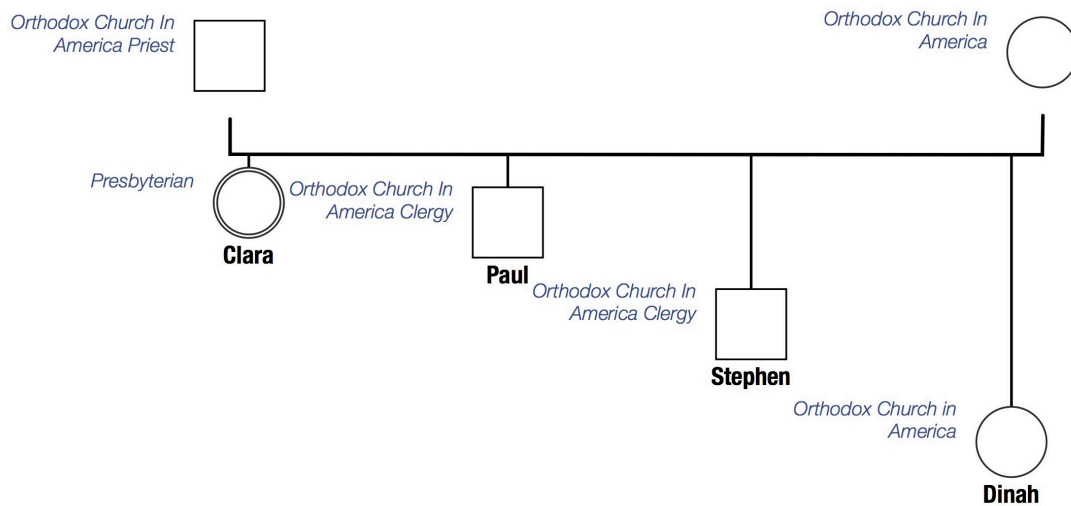 Orthodox Church In
America Priest
Orthodox Church In
America
Presbyterian
Clara
Orthodox Church In
America Clergy
Paul
Orthodox Church In
America Clergy
Stephen
Orthodox Church in
America
Dinah